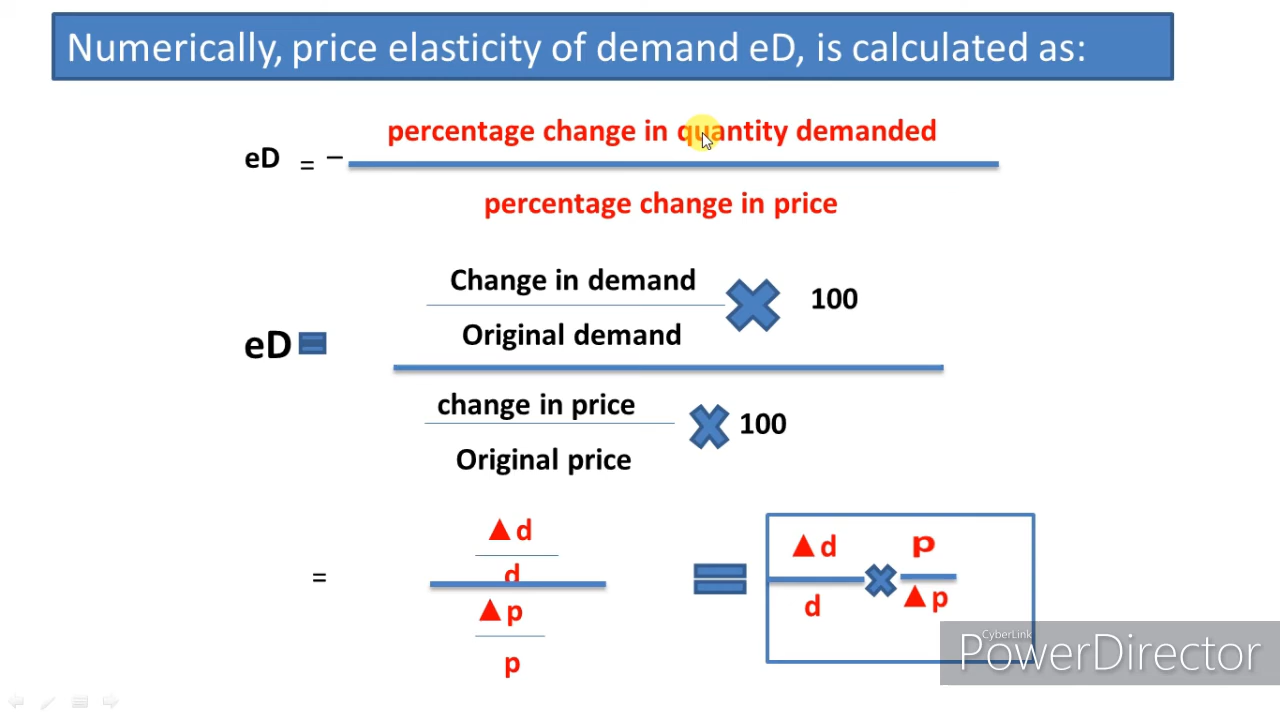 Numerically, price elasticity of demand eD, is calculated as:
percentage change in quantity demanded
eD = –
percentage change in price
Change in demand
100
Original demand
eD =
change in price
100
Original price
▲d
d
=
▲p
p
=
▲d
p
×
d
▲p
CyberLink
PowerDirector